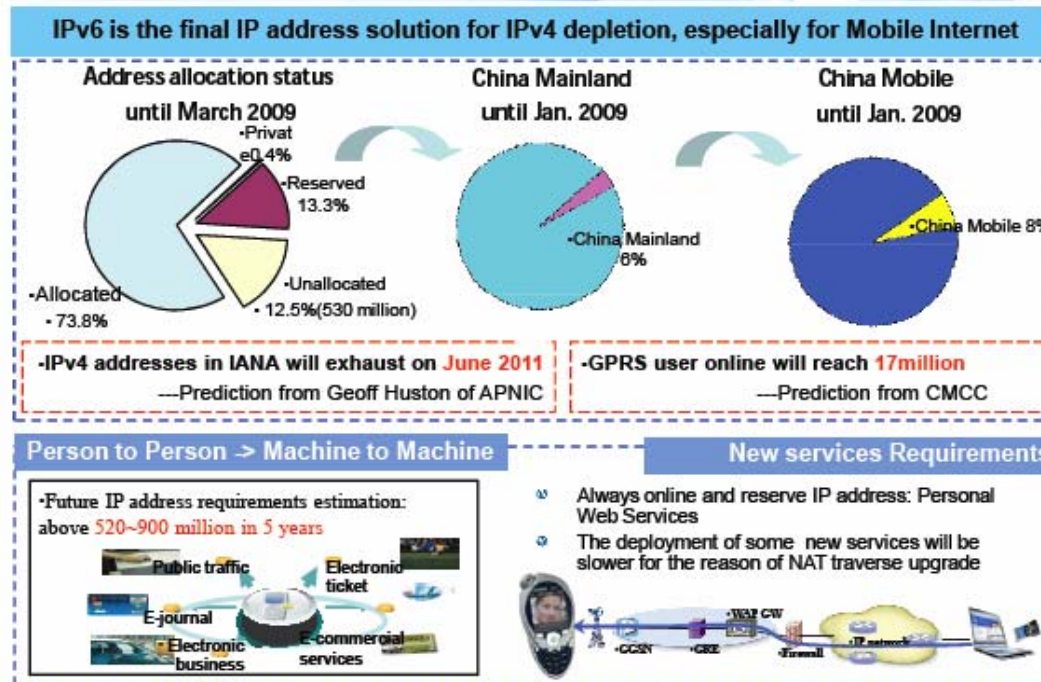 IPv6 is the final IP address solution for IPv4 depletion, especially for Mobile Internet
Address allocation status
until March 2009
China Mainland
until Jan. 2009
China Mobile
until Jan. 2009
•Privat
e0.4%
•Reserved
13.3%
•Unallocated
• 12.5%(530 million)
•Allocated
• 73.8%
•China Mainland
6%
•China Mobile 8%
•IPv4 addresses in IANA will exhaust on June 2011
---Prediction from Geoff Huston of APNIC
•GPRS user online will reach 17million
---Prediction from CMCC
Person to Person -> Machine to Machine
•Future IP address requirements estimation:
above 520~900 million in 5 years
Public traffic
Electronic
ticket
E-journal
Electronic
business
E-commercial
services
New services Requirements
Always online and reserve IP address: Personal
Web Services
The deployment of some new services will be
slower for the reason of NAT traverse upgrade
•GGSN
•GRE
•WAP GW
•Firewall
•IP network